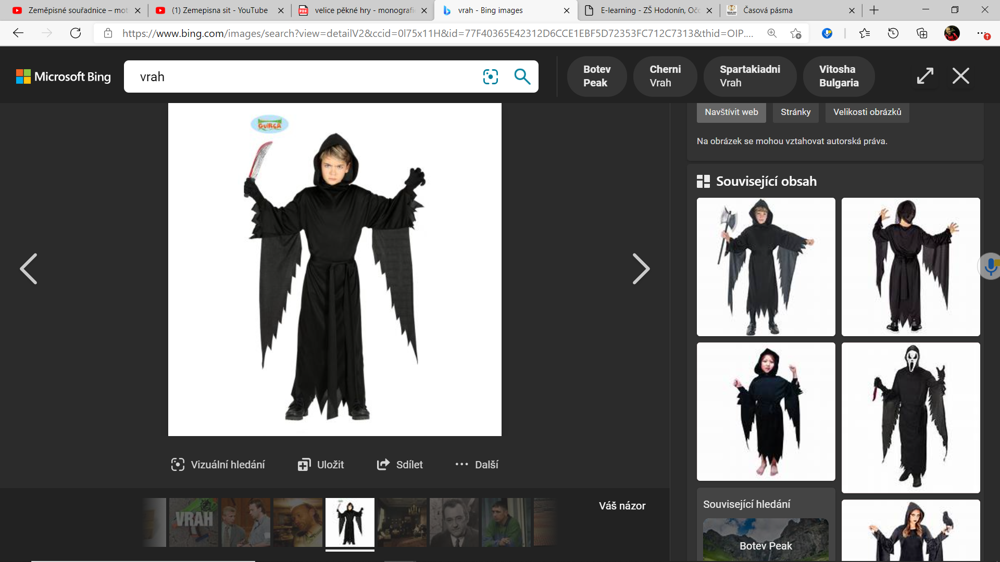 Zeměpisné souřadnice – mot
(1) Zemepisna sit - YouTube
velice pěkné hry - monografi
vrah - Bing images
E-learning - ZŠ Hodonín, Očo
Časová pásma
https://www.bing.com/images/search?view=detailV2&ccid=0l75x11H&id=77F40365E42312D6CCE1EBF5D72353FC712C7313&thid=OIP....
Microsoft Bing
vrah
Botev
Peak
Cherni
Vrah
Spartakiadni
Vrah
Vitosha
Bulgaria
GUIRCA
Navštívit web
Stránky
Velikosti obrázků
Na obrázek se mohou vztahovat autorská práva.
Související obsah
Vizuální hledání
Uložit
Sdílet
Další
Váš názor
VRAH
Související hledání
Botev Peak